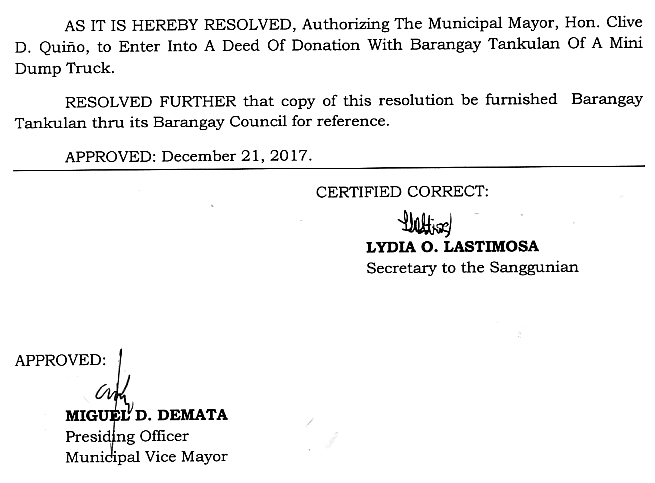 AS IT IS HEREBY RESOLVED, Authorizing The Municipal Mayor, Hon. Clive
D. Quiño, to Enter Into A Deed Of Donation With Barangay Tankulan Of A Mini
Dump Truck.
RESOLVED FURTHER that copy of this resolution be furnished Barangay
Tankulan thru its Barangay Council for reference.
APPROVED: December 21, 2017.
CERTIFIED CORRECT:
LYDIA O. LASTIMOSA
Secretary to the Sanggunian
APPROVED:
MIGUEL D. DEMATA
Presiding Officer
Municipal Vice Mayor